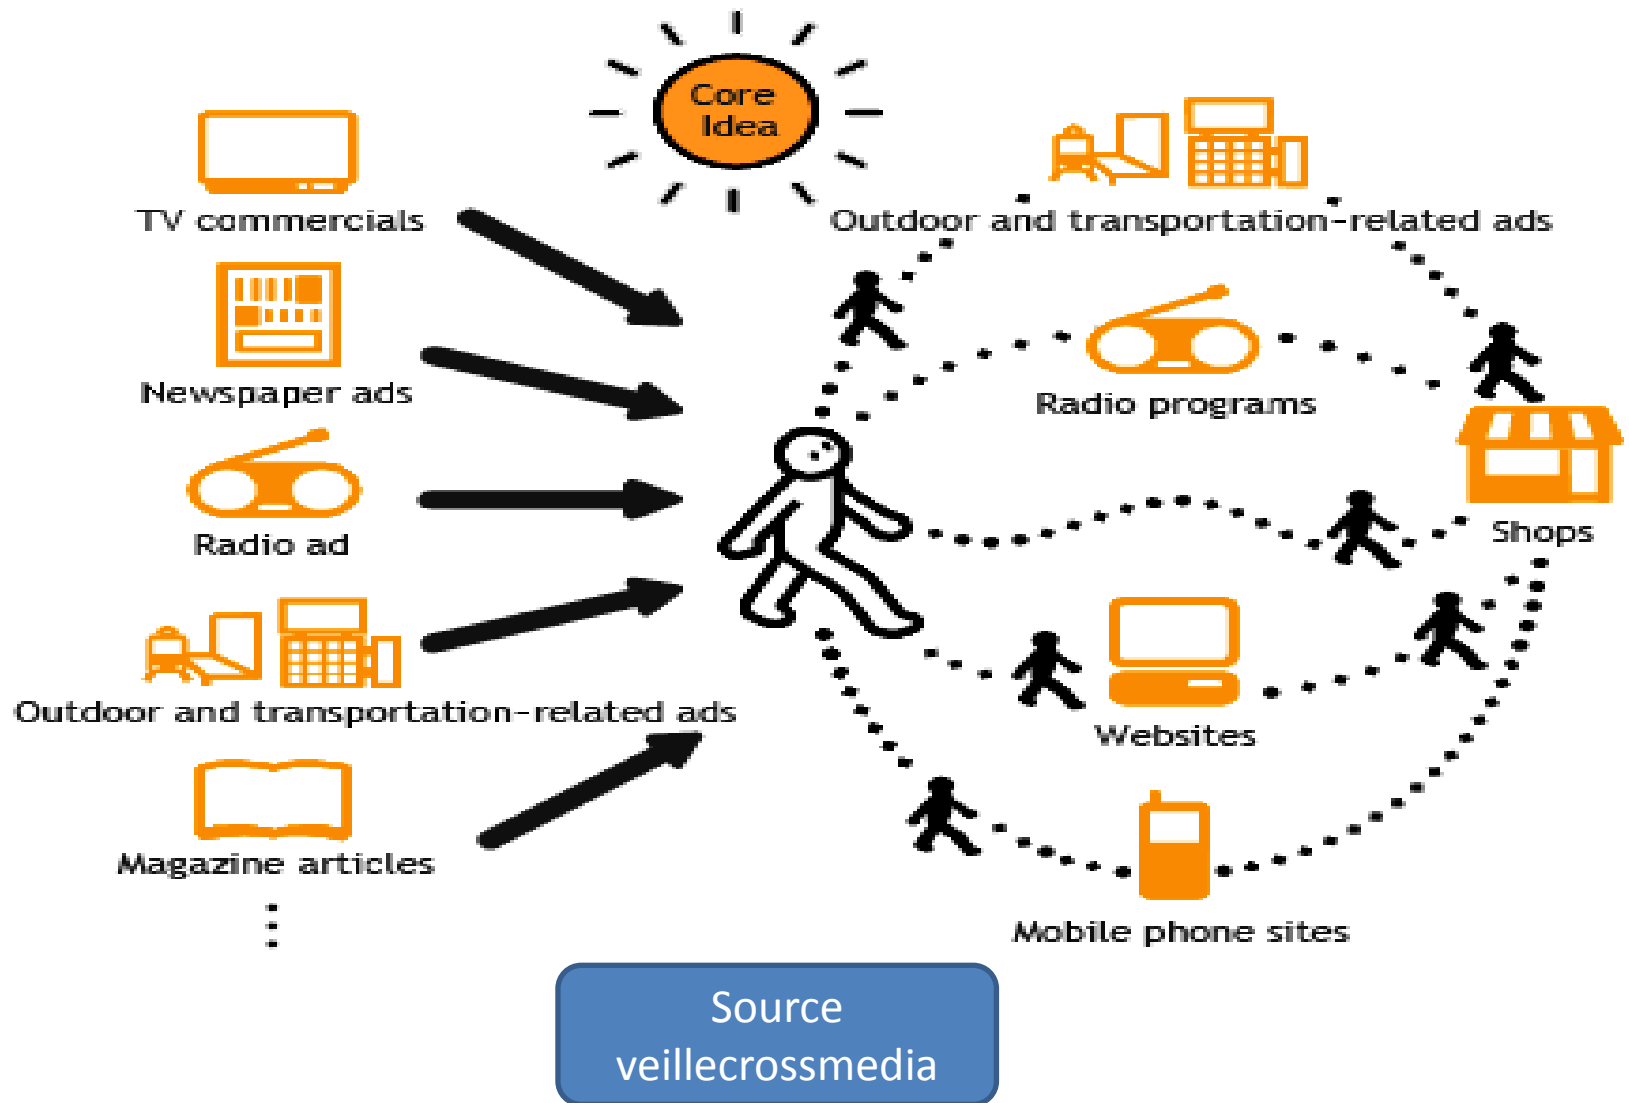 Core
Idea
TV commercials
Newspaper ads
Radio ad
Outdoor and transportation-related ads
Magazine articles
Outdoor and transportation-related ads
Radio programs
Shops
Websites
Mobile phone sites
Source
veillecrossmedia